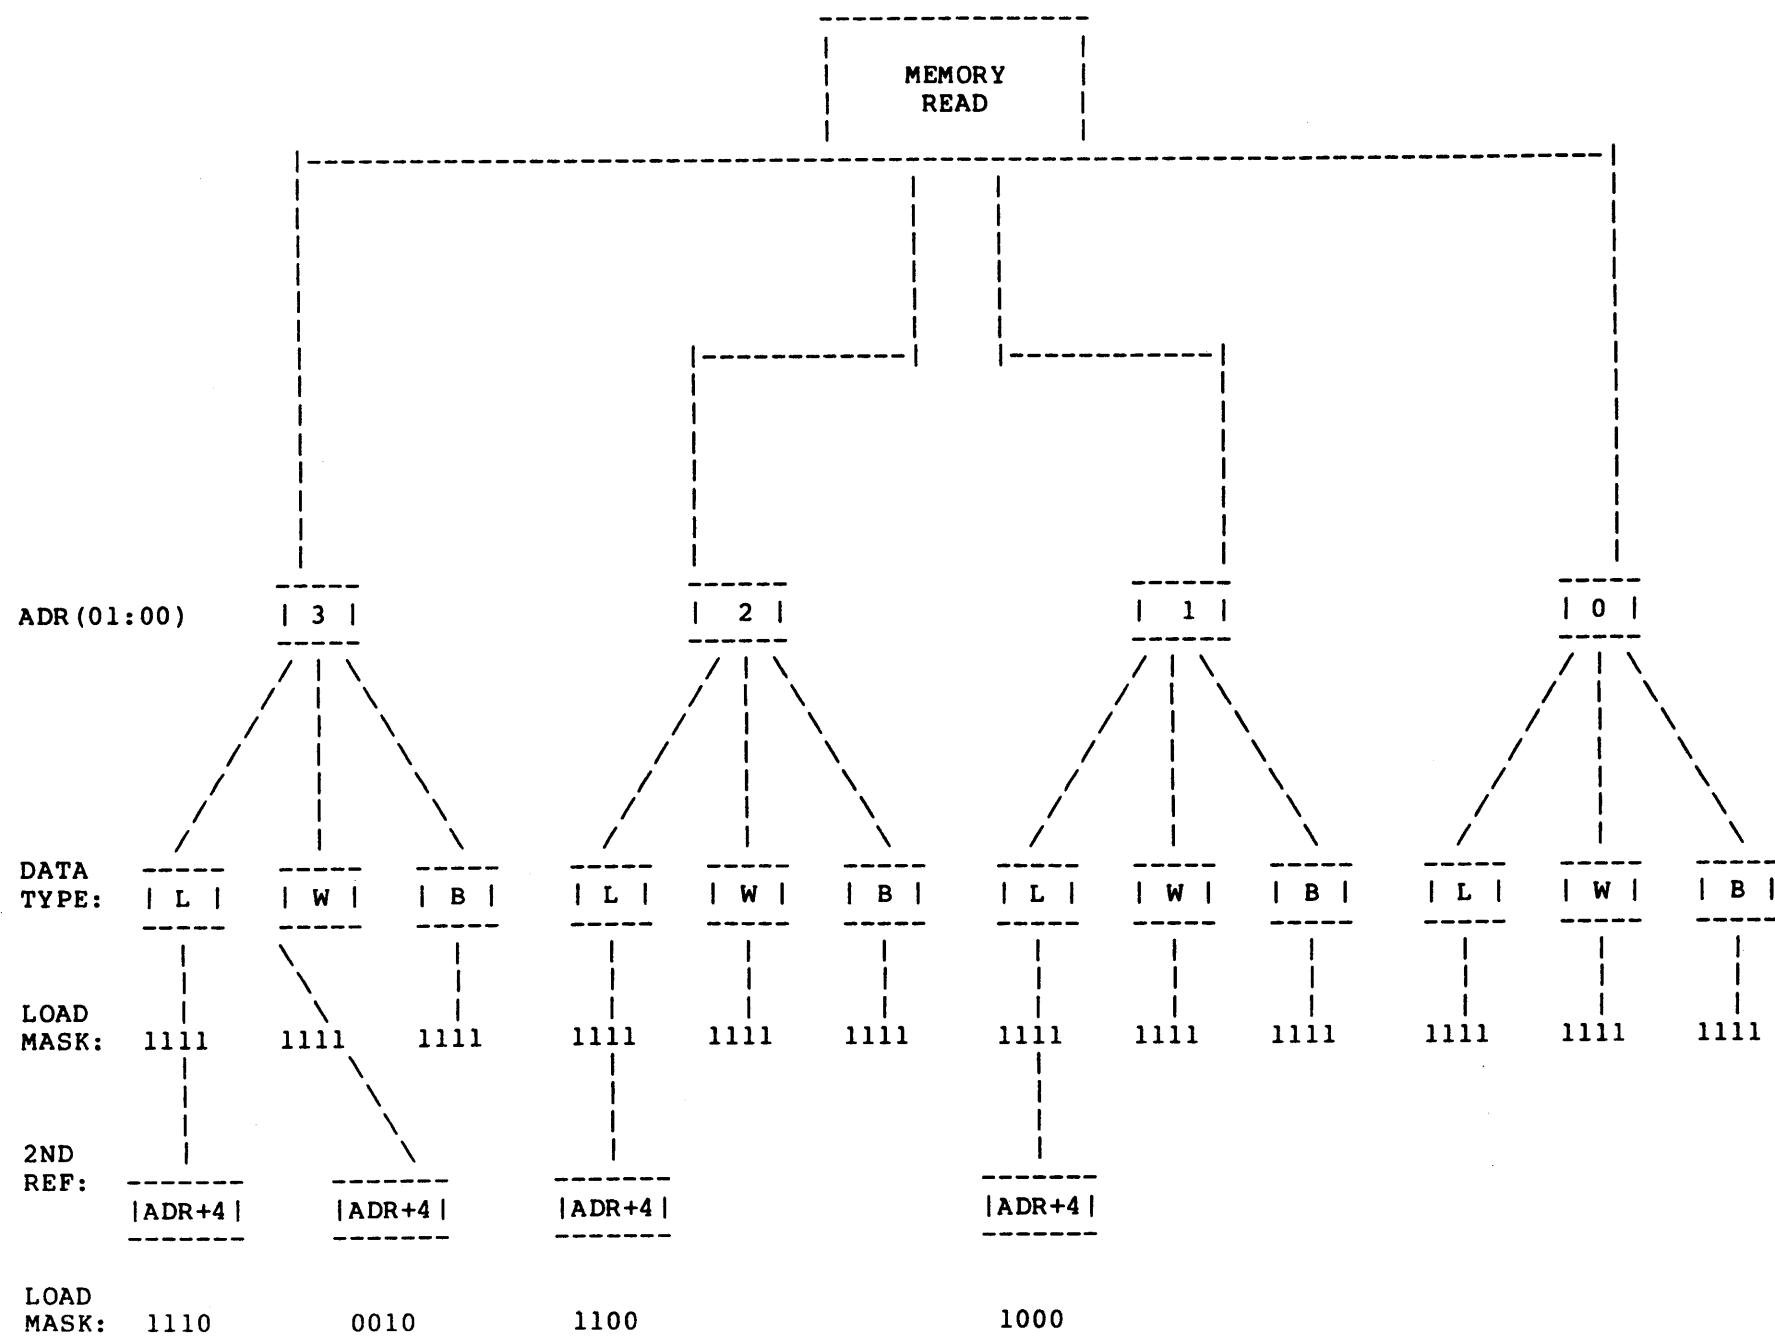 MEMORY
READ
ADR(01:00) | 3 | | 2 | | 1 | | 0 |
DATA
TYPE: | L | | W | | B | | L | | W | | B | | L | | W | | B | | L | | W | | B |
LOAD
MASK: 1111 1111 1111 1111 1111 1111 1111 1111 1111 1111 1111 1111
2ND
REF:
|ADR+4| |ADR+4| |ADR+4| |ADR+4|
LOAD
MASK: 1110 0010 1100 1000